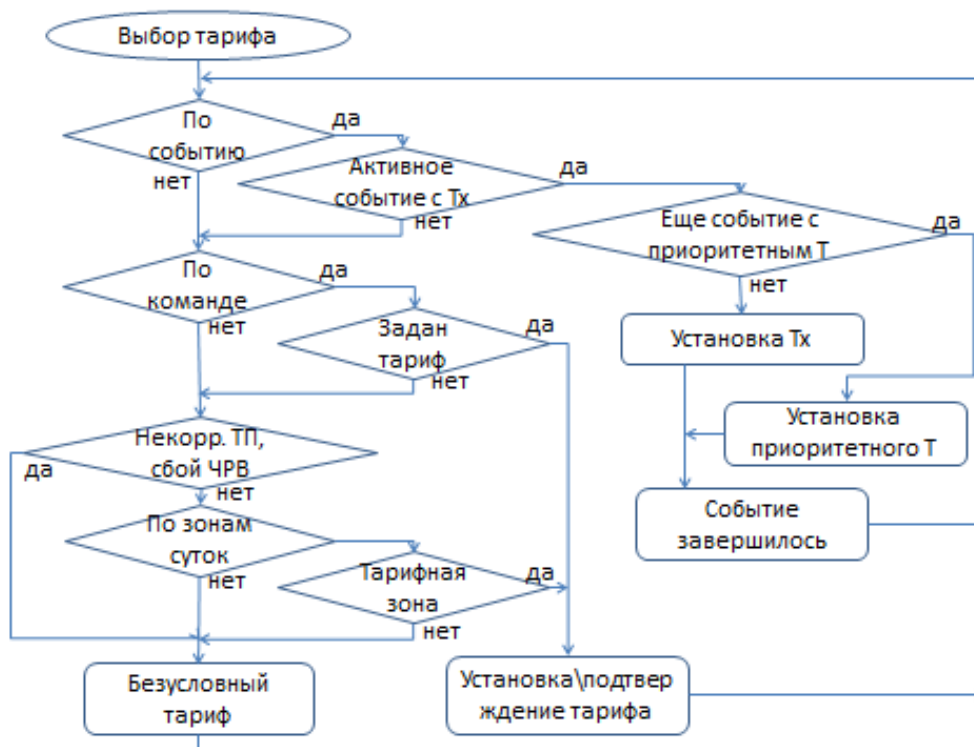 Выбор тарифа
По
событию
да
нет
Активное
событие с Тх
да
нет
Еще событие с
приоритетным Т
да
нет
По
команде
да
нет
Задан
тариф
да
нет
Установка Тх
Установка
приоритетного Т
Некорр. ТП,
сбой ЧРВ
да
нет
Событие
завершилось
По зонам
суток
нет
Тарифная
зона
да
нет
Безусловный
тариф
Установка\подтвер
ждение тарифа